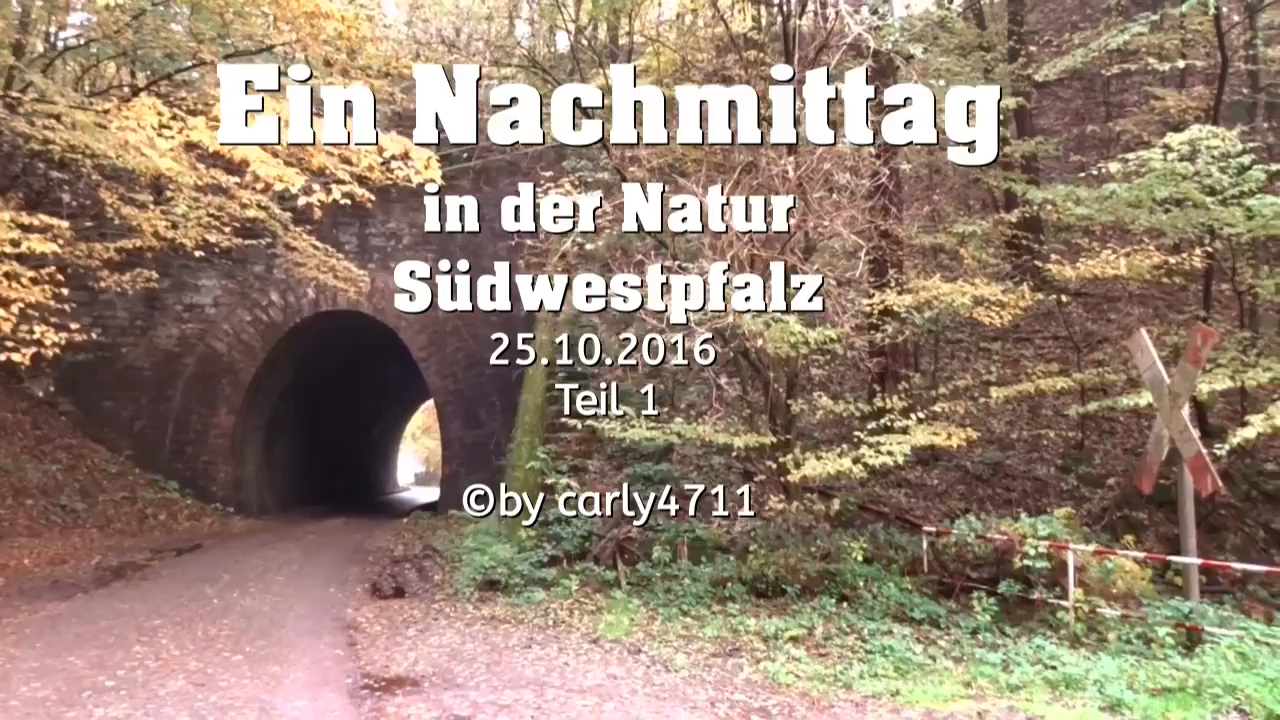 Ein Nachmittag
in der Natur
Südwestpfalz
25.10.2016
Teil 1
©by carly4711